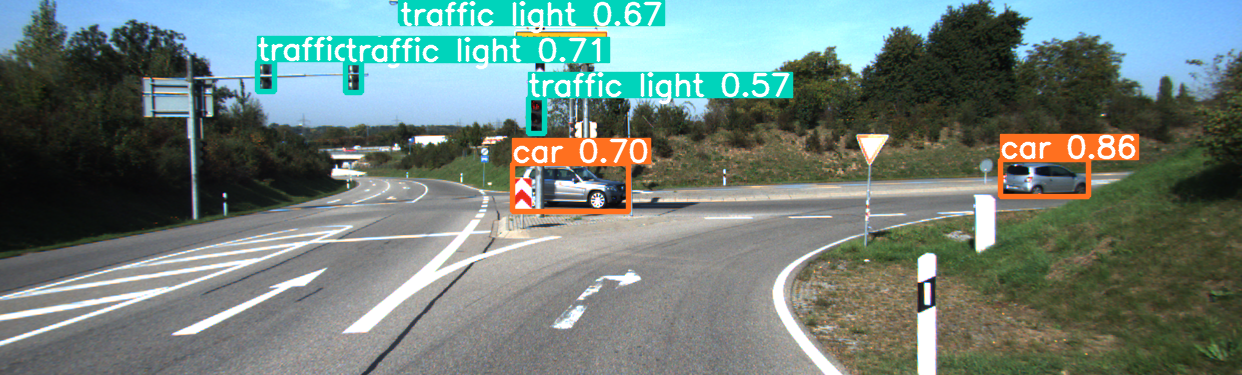 traffic light 0.67
traffic
traffic light 0.71
traffic light 0.57
car 0.70
car 0.86